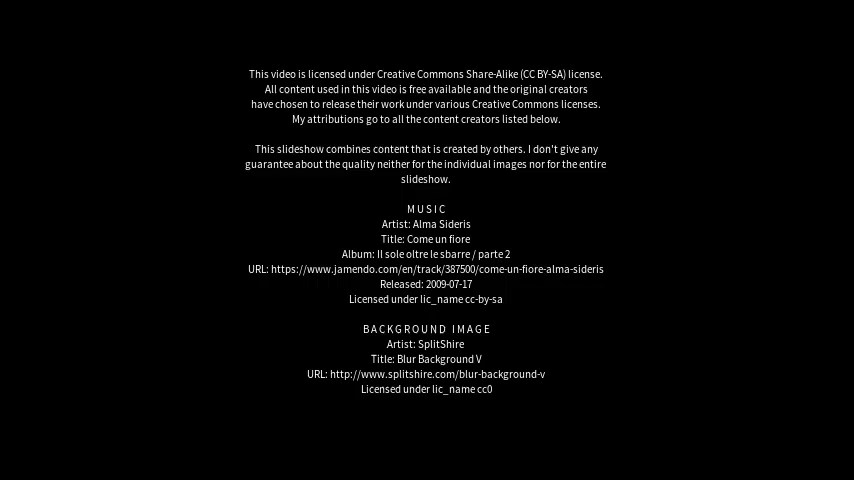 This video is licensed under Creative Commons Share-Alike (CC BY-SA) license.
All content used in this video is free available and the original creators
have chosen to release their work under various Creative Commons licenses.
My attributions go to all the content creators listed below.
This slideshow combines content that is created by others. I don't give any
guarantee about the quality neither for the individual images nor for the entire
slideshow.
MUSIC
Artist: Alma Sideris
Title: Come un fiore
Album: Il sole oltre le sbarre / parte 2
URL: https://www.jamendo.com/en/track/387500/come-un-fiore-alma-sideris
Released: 2009-07-17
Licensed under lic_name cc-by-sa
BACKGROUND IMAGE
Artist: SplitShire
Title: Blur Background V
URL: http://www.splitshire.com/blur-background-v
Licensed under lic_name cc0